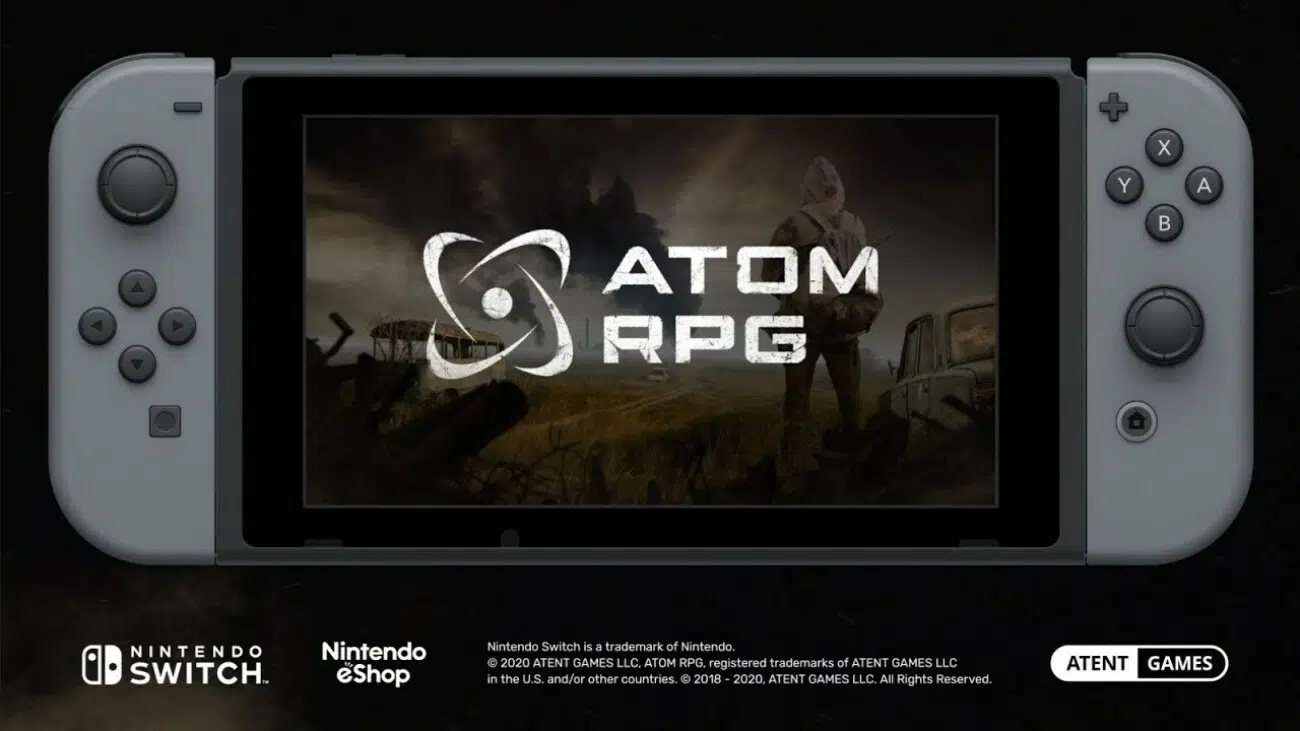 X
Y
A
B
ATOM
RPG
NINTENDO
SWITCH™
Nintendo
eShop
Nintendo Switch is a trademark of Nintendo.
© 2020 ATENT GAMES LLC, ATOM RPG, registered trademarks of ATENT GAMES LLC
in the U.S. and/or other countries. © 2018 - 2020, ATENT GAMES LLC. All Rights Reserved.
ATENT GAMES